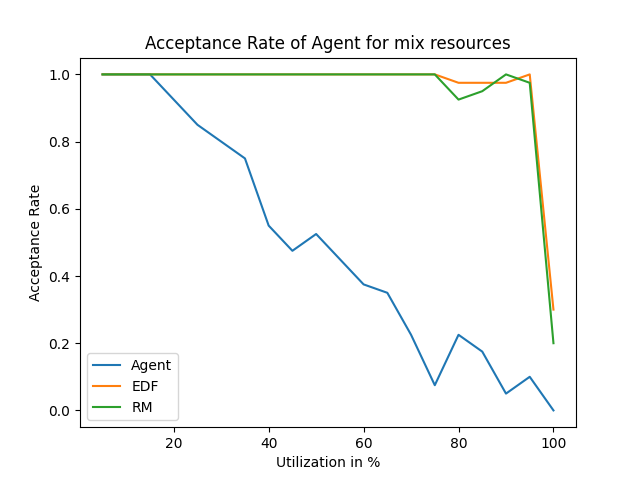 Acceptance Rate of Agent for mix resources
1.0
0.8
0.6
0.4
0.2
0.0
Acceptance Rate
Agent
EDF
RM
20
40
60
80
100
Utilization in %